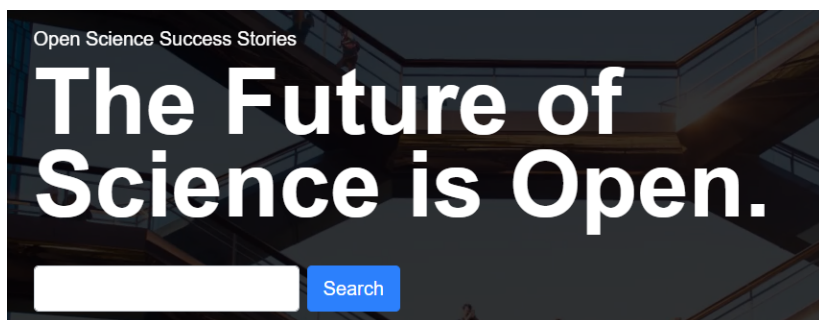 Open Science Success Stories
The Future of
Science is Open.
Search